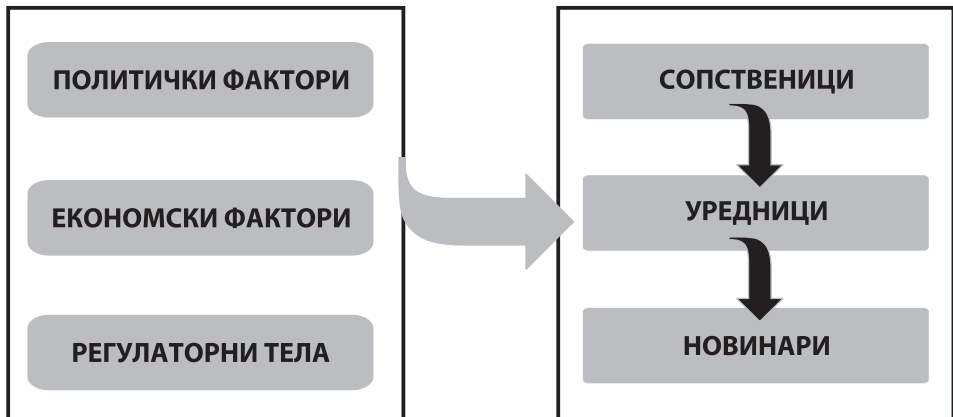 ПОЛИТИЧКИ ФАКТОРИ
ЕКОНОМСКИ ФАКТОРИ
РЕГУЛАТОРНИ ТЕЛА
СОПСТВЕНИЦИ
УРЕДНИЦИ
НОВИНАРИ